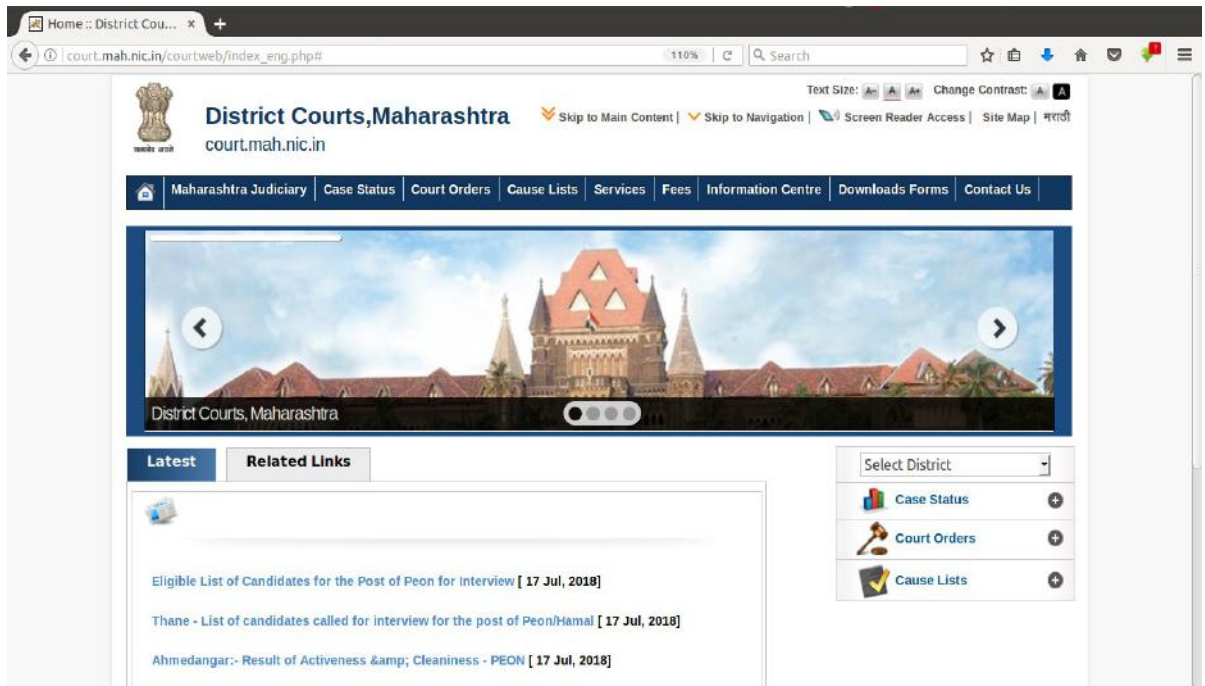 Home :: District Cou... × +
court.mah.nic.in/courtweb/index_eng.php# 110% Search
Text Size: A- A A+ Change Contrast: A A
District Courts,Maharashtra
Skip to Main Content | Skip to Navigation | Screen Reader Access | Site Map | मराठी
सत्यमेव जयते
court.mah.nic.in
Maharashtra Judiciary Case Status Court Orders Cause Lists Services Fees Information Centre Downloads Forms Contact Us
District Courts, Maharashtra
Latest Related Links
Select District
Case Status
Court Orders
Cause Lists
Eligible List of Candidates for the Post of Peon for Interview [ 17 Jul, 2018]
Thane - List of candidates called for interview for the post of Peon/Hamal [ 17 Jul, 2018]
Ahmedangar:- Result of Activeness &amp; Cleaniness - PEON [ 17 Jul, 2018]